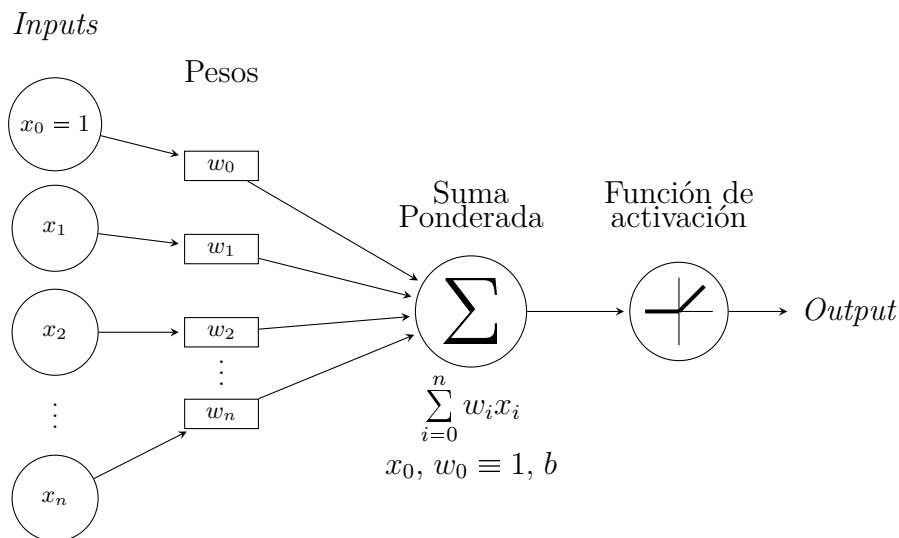 Inputs
Pesos
x₀ = 1
x₁
x₂
⋮
xₙ
w₀
w₁
w₂
⋮
wₙ
Suma
Ponderada
∑
n
∑ wᵢxᵢ
i=0
x₀, w₀ ≡ 1, b
Función de
activación
Output